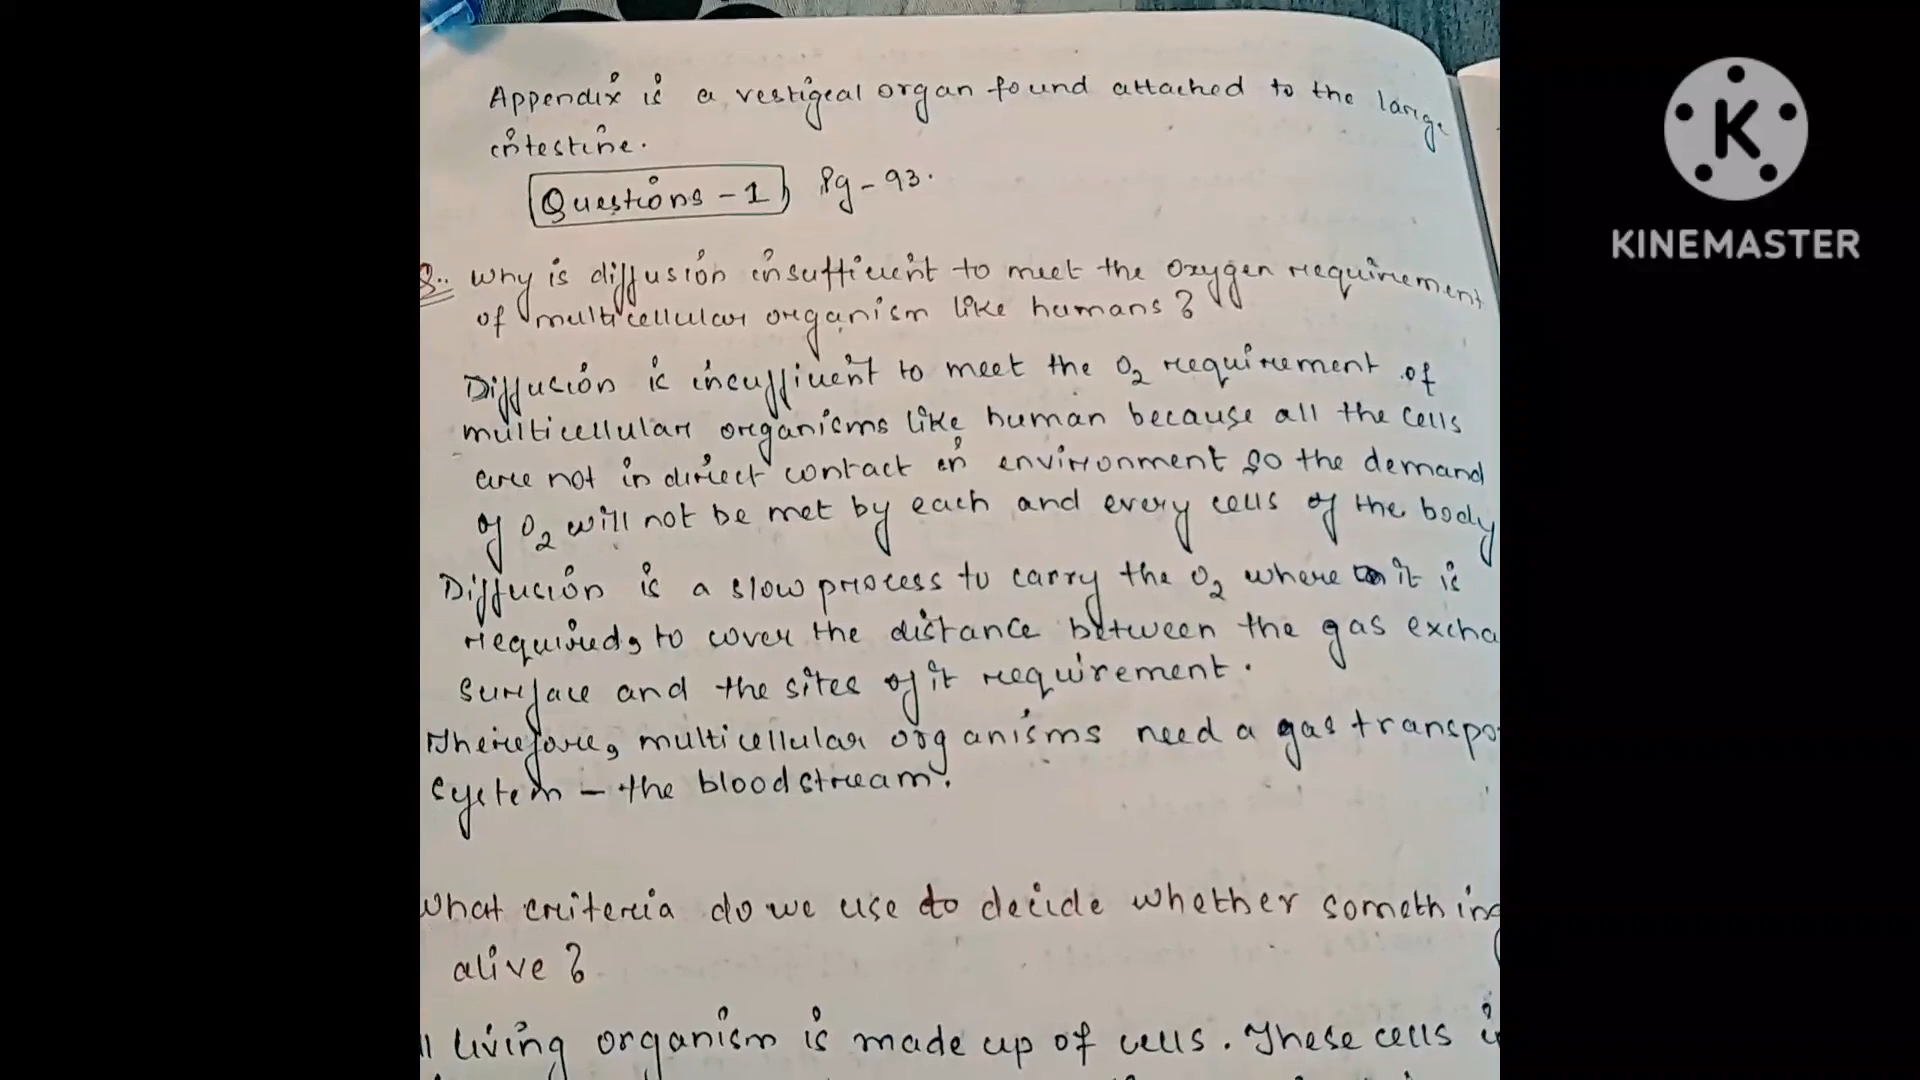 Appendix is a vestigeal organ found attached to the large
intestine.
Questions - 1 Pg - 93.
Q.. Why is diffusion insufficient to meet the oxygen requirement
of multicellular organism like humans?
Diffusion is insufficient to meet the O2 requirement of
multicellular organisms like human because all the cells
are not in direct contact in environment so the demand
of O2 will not be met by each and every cells of the body
Diffusion is a slow process to carry the O2 where it is
required, to cover the distance between the gas excha
surface and the sites of it requirement.
Therefore, multicellular organisms need a gas transpo
system - the bloodstream.
What criteria do we use to decide whether something
alive?
ll living organism is made up of cells. These cells i
K
KINEMASTER